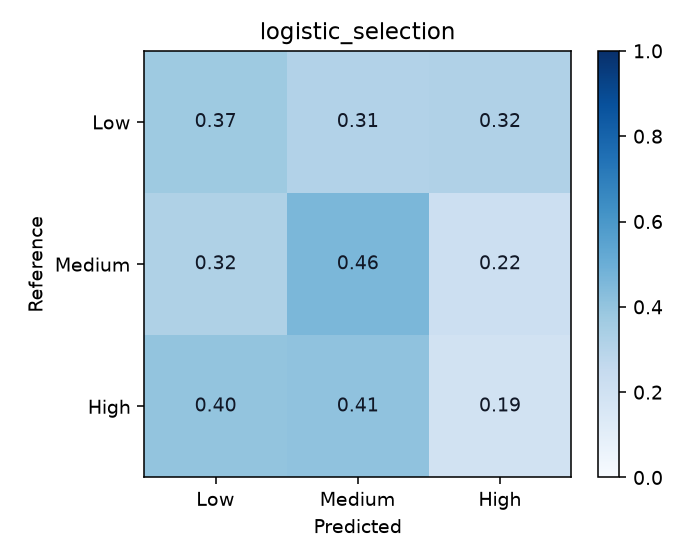 logistic_selection
1.0
Low 0.37 0.31 0.32
0.8
0.6
Reference
Medium 0.32 0.46 0.22
0.4
High 0.40 0.41 0.19
0.2
0.0
Low Medium High
Predicted